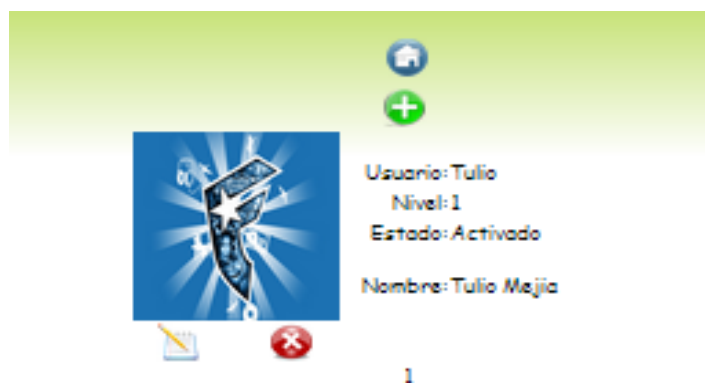 Usuario: Tulio
Nivel: 1
Estado: Activado
Nombre: Tulio Mejia
1